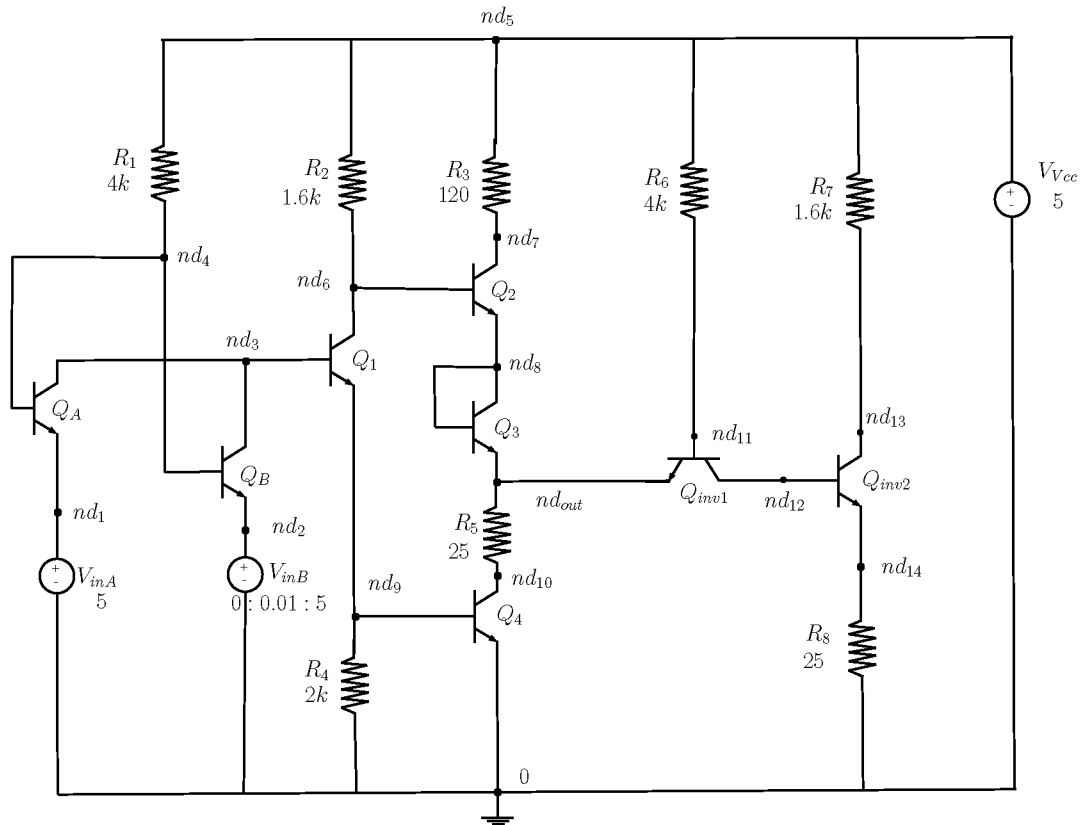 nd5
R1
4k
R2
1.6k
R3
120
R6
4k
R7
1.6k
VVcc
5
+
-
nd4
nd7
nd6
Q2
nd3
Q1
nd8
QA
Q3
nd11
nd13
QB
Qinv1
nd12
Qinv2
nd1
nd2
ndout
R5
25
nd14
+
-
VinA
5
+
-
VinB
0 : 0.01 : 5
nd9
nd10
Q4
R4
2k
R8
25
0